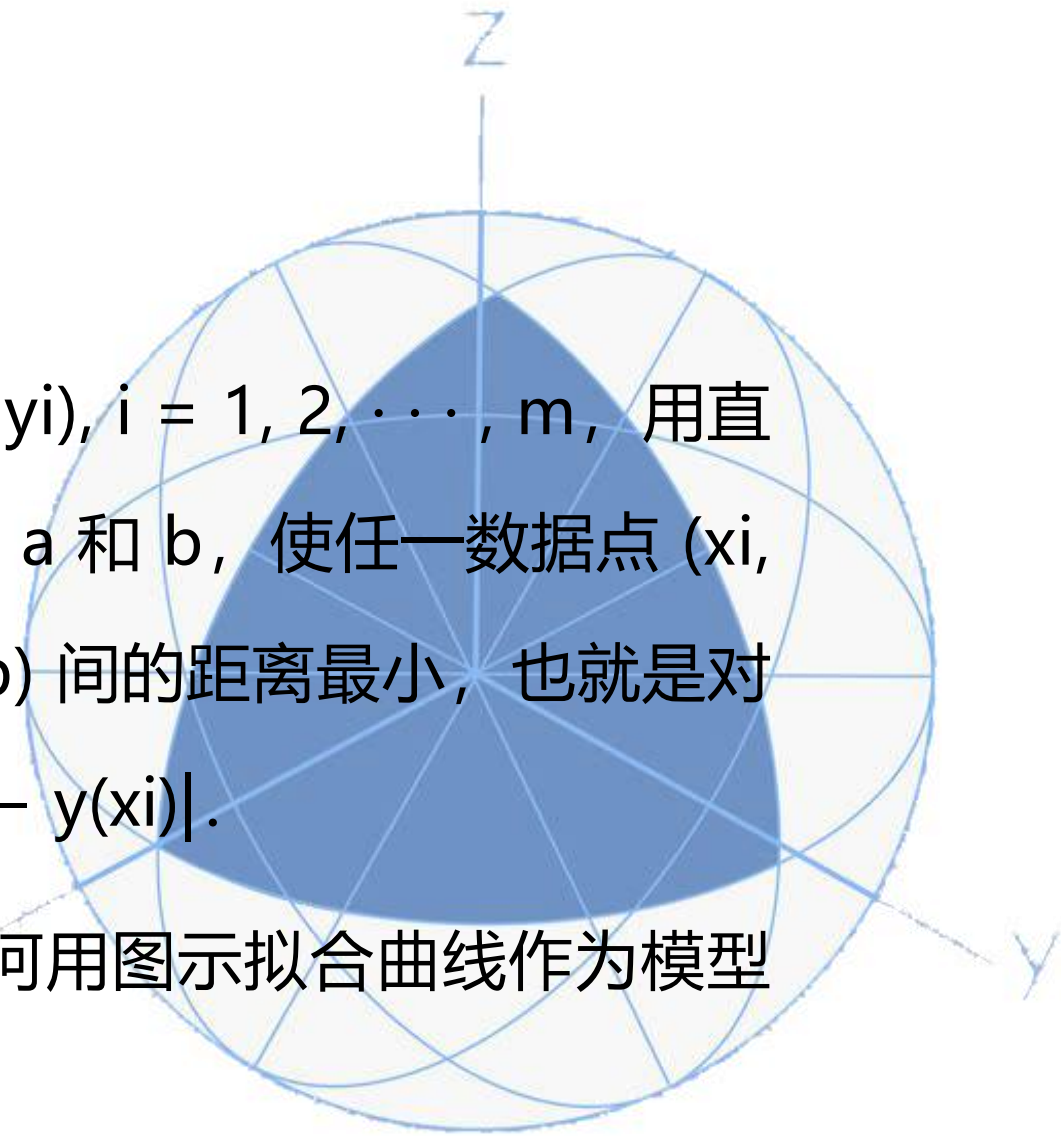 Z
yi), i = 1, 2, · · · , m，用直
a 和 b，使任一数据点 (xi,
) 间的距离最小，也就是对
− y(xi)|.
何用图示拟合曲线作为模型
y